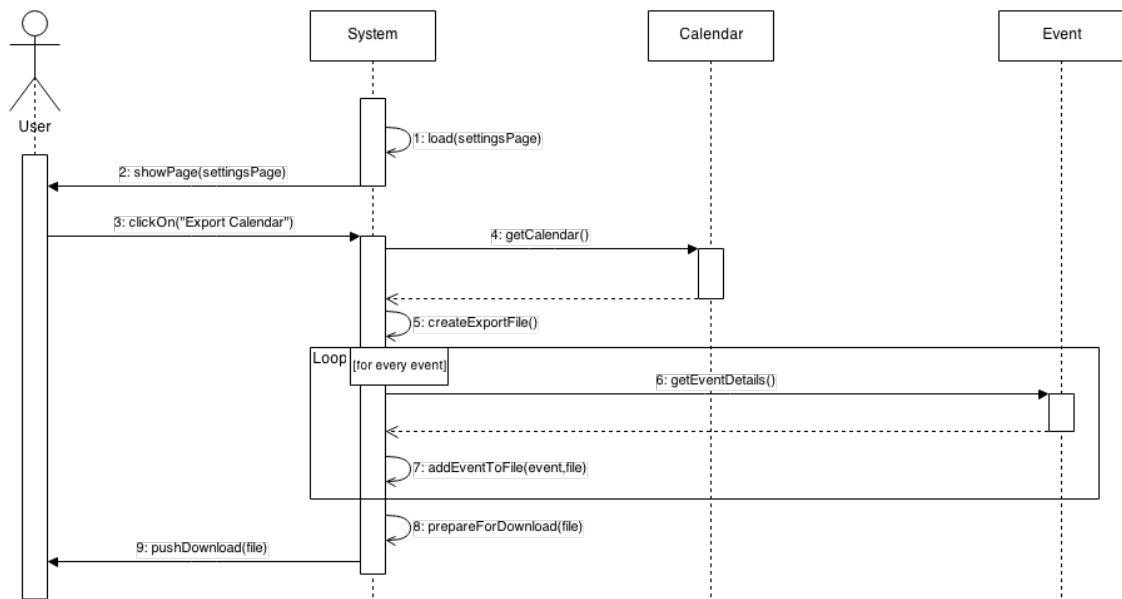 System
Calendar
Event
User
1: load(settingsPage)
2: showPage(settingsPage)
3: clickOn("Export Calendar")
4: getCalendar()
5: createExportFile()
Loop
[for every event]
6: getEventDetails()
7: addEventToFile(event,file)
8: prepareForDownload(file)
9: pushDownload(file)